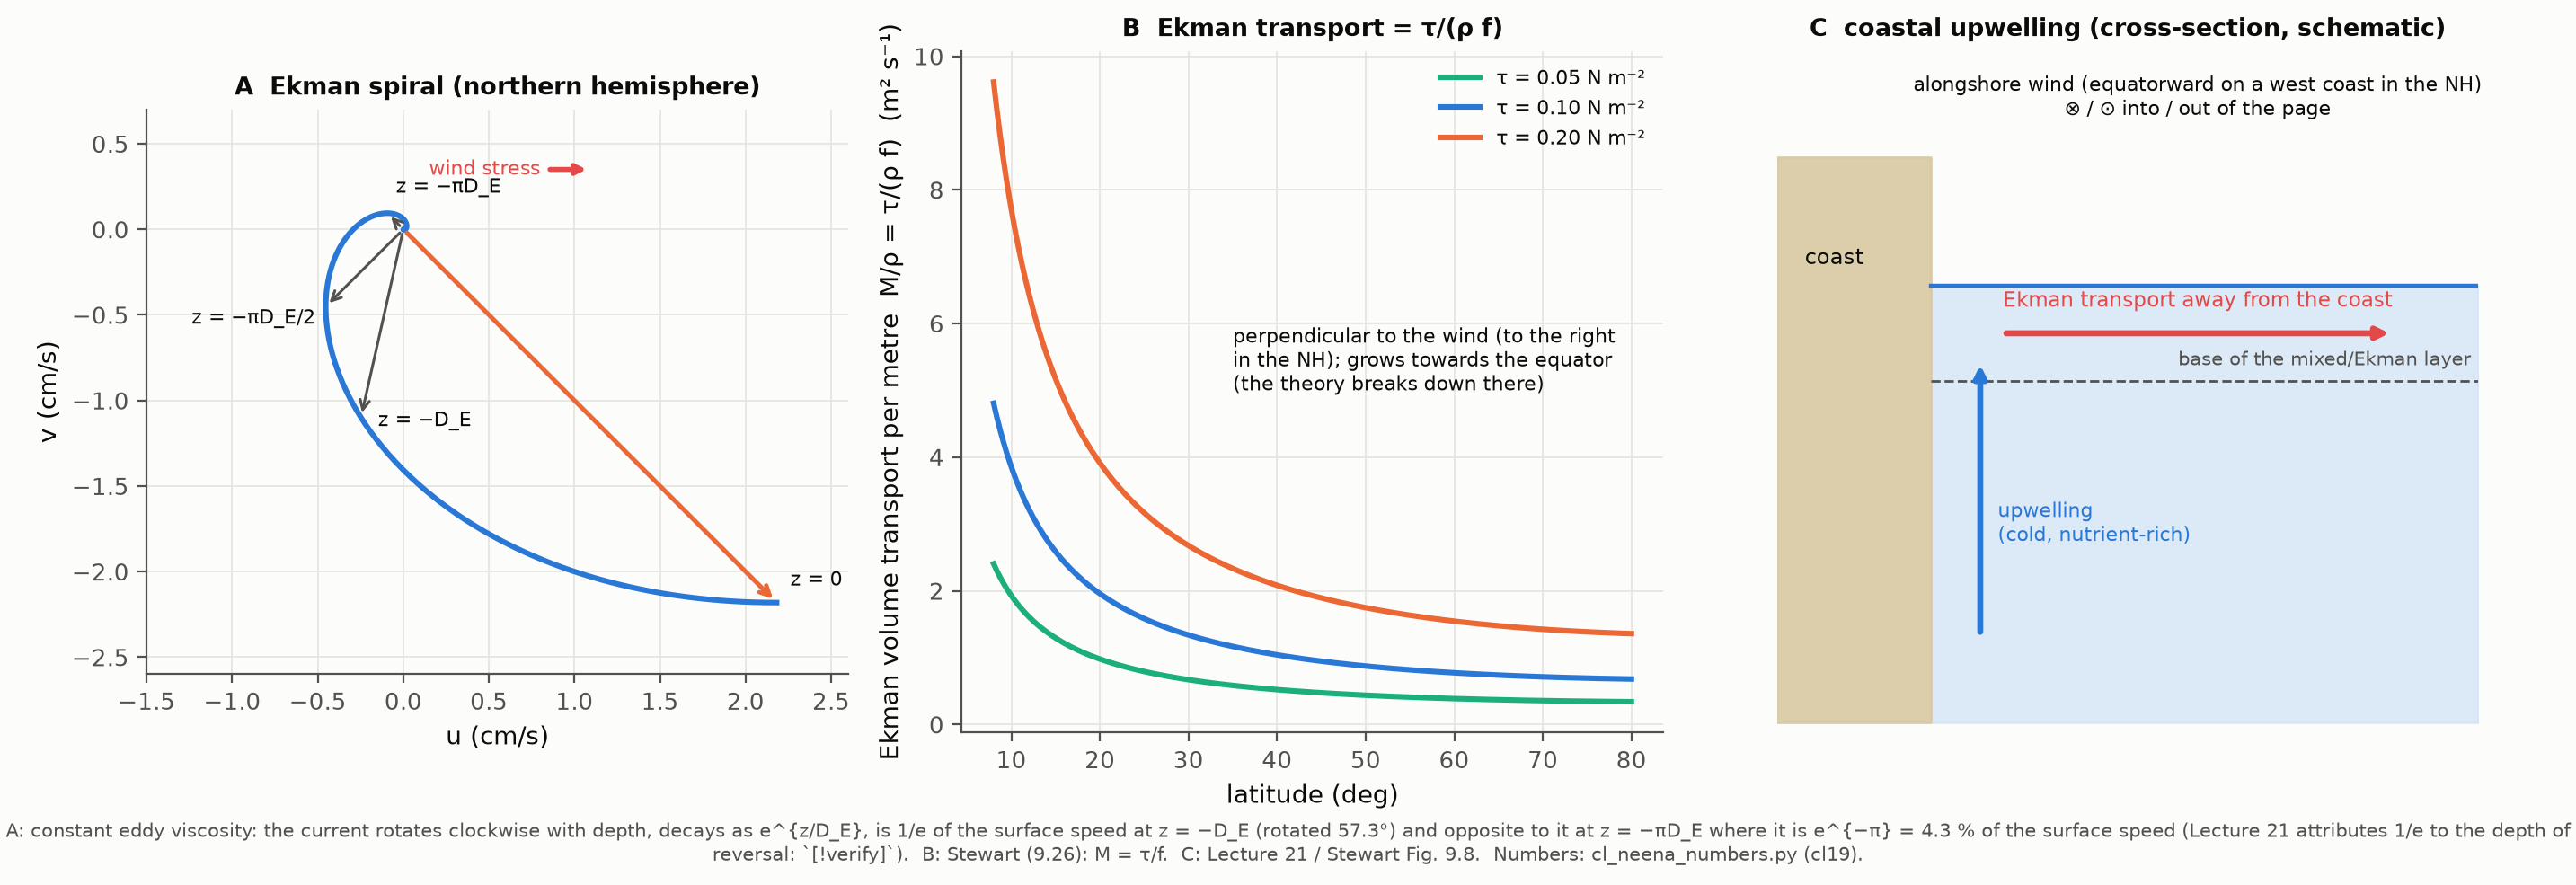 A  Ekman spiral (northern hemisphere)
wind stress
z = −πD_E
z = −πD_E/2
z = −D_E
z = 0
0.5
0.0
−0.5
−1.0
−1.5
−2.0
−2.5
v (cm/s)
−1.5 −1.0 −0.5 0.0 0.5 1.0 1.5 2.0 2.5
u (cm/s)
B  Ekman transport = τ/(ρ f)
τ = 0.05 N m⁻²
τ = 0.10 N m⁻²
τ = 0.20 N m⁻²
perpendicular to the wind (to the right
in the NH); grows towards the equator
(the theory breaks down there)
10
8
6
4
2
0
Ekman volume transport per metre  M/ρ = τ/(ρ f)  (m² s⁻¹)
10 20 30 40 50 60 70 80
latitude (deg)
C  coastal upwelling (cross-section, schematic)
alongshore wind (equatorward on a west coast in the NH)
⊗ / ⊙ into / out of the page
coast
Ekman transport away from the coast
base of the mixed/Ekman layer
upwelling
(cold, nutrient-rich)
A: constant eddy viscosity: the current rotates clockwise with depth, decays as e^{z/D_E}, is 1/e of the surface speed at z = −D_E (rotated 57.3°) and opposite to it at z = −πD_E where it is e^{−π} = 4.3 % of the surface speed (Lecture 21 attributes 1/e to the depth of
reversal: `[!verify]`).  B: Stewart (9.26): M = τ/f.  C: Lecture 21 / Stewart Fig. 9.8.  Numbers: cl_neena_numbers.py (cl19).